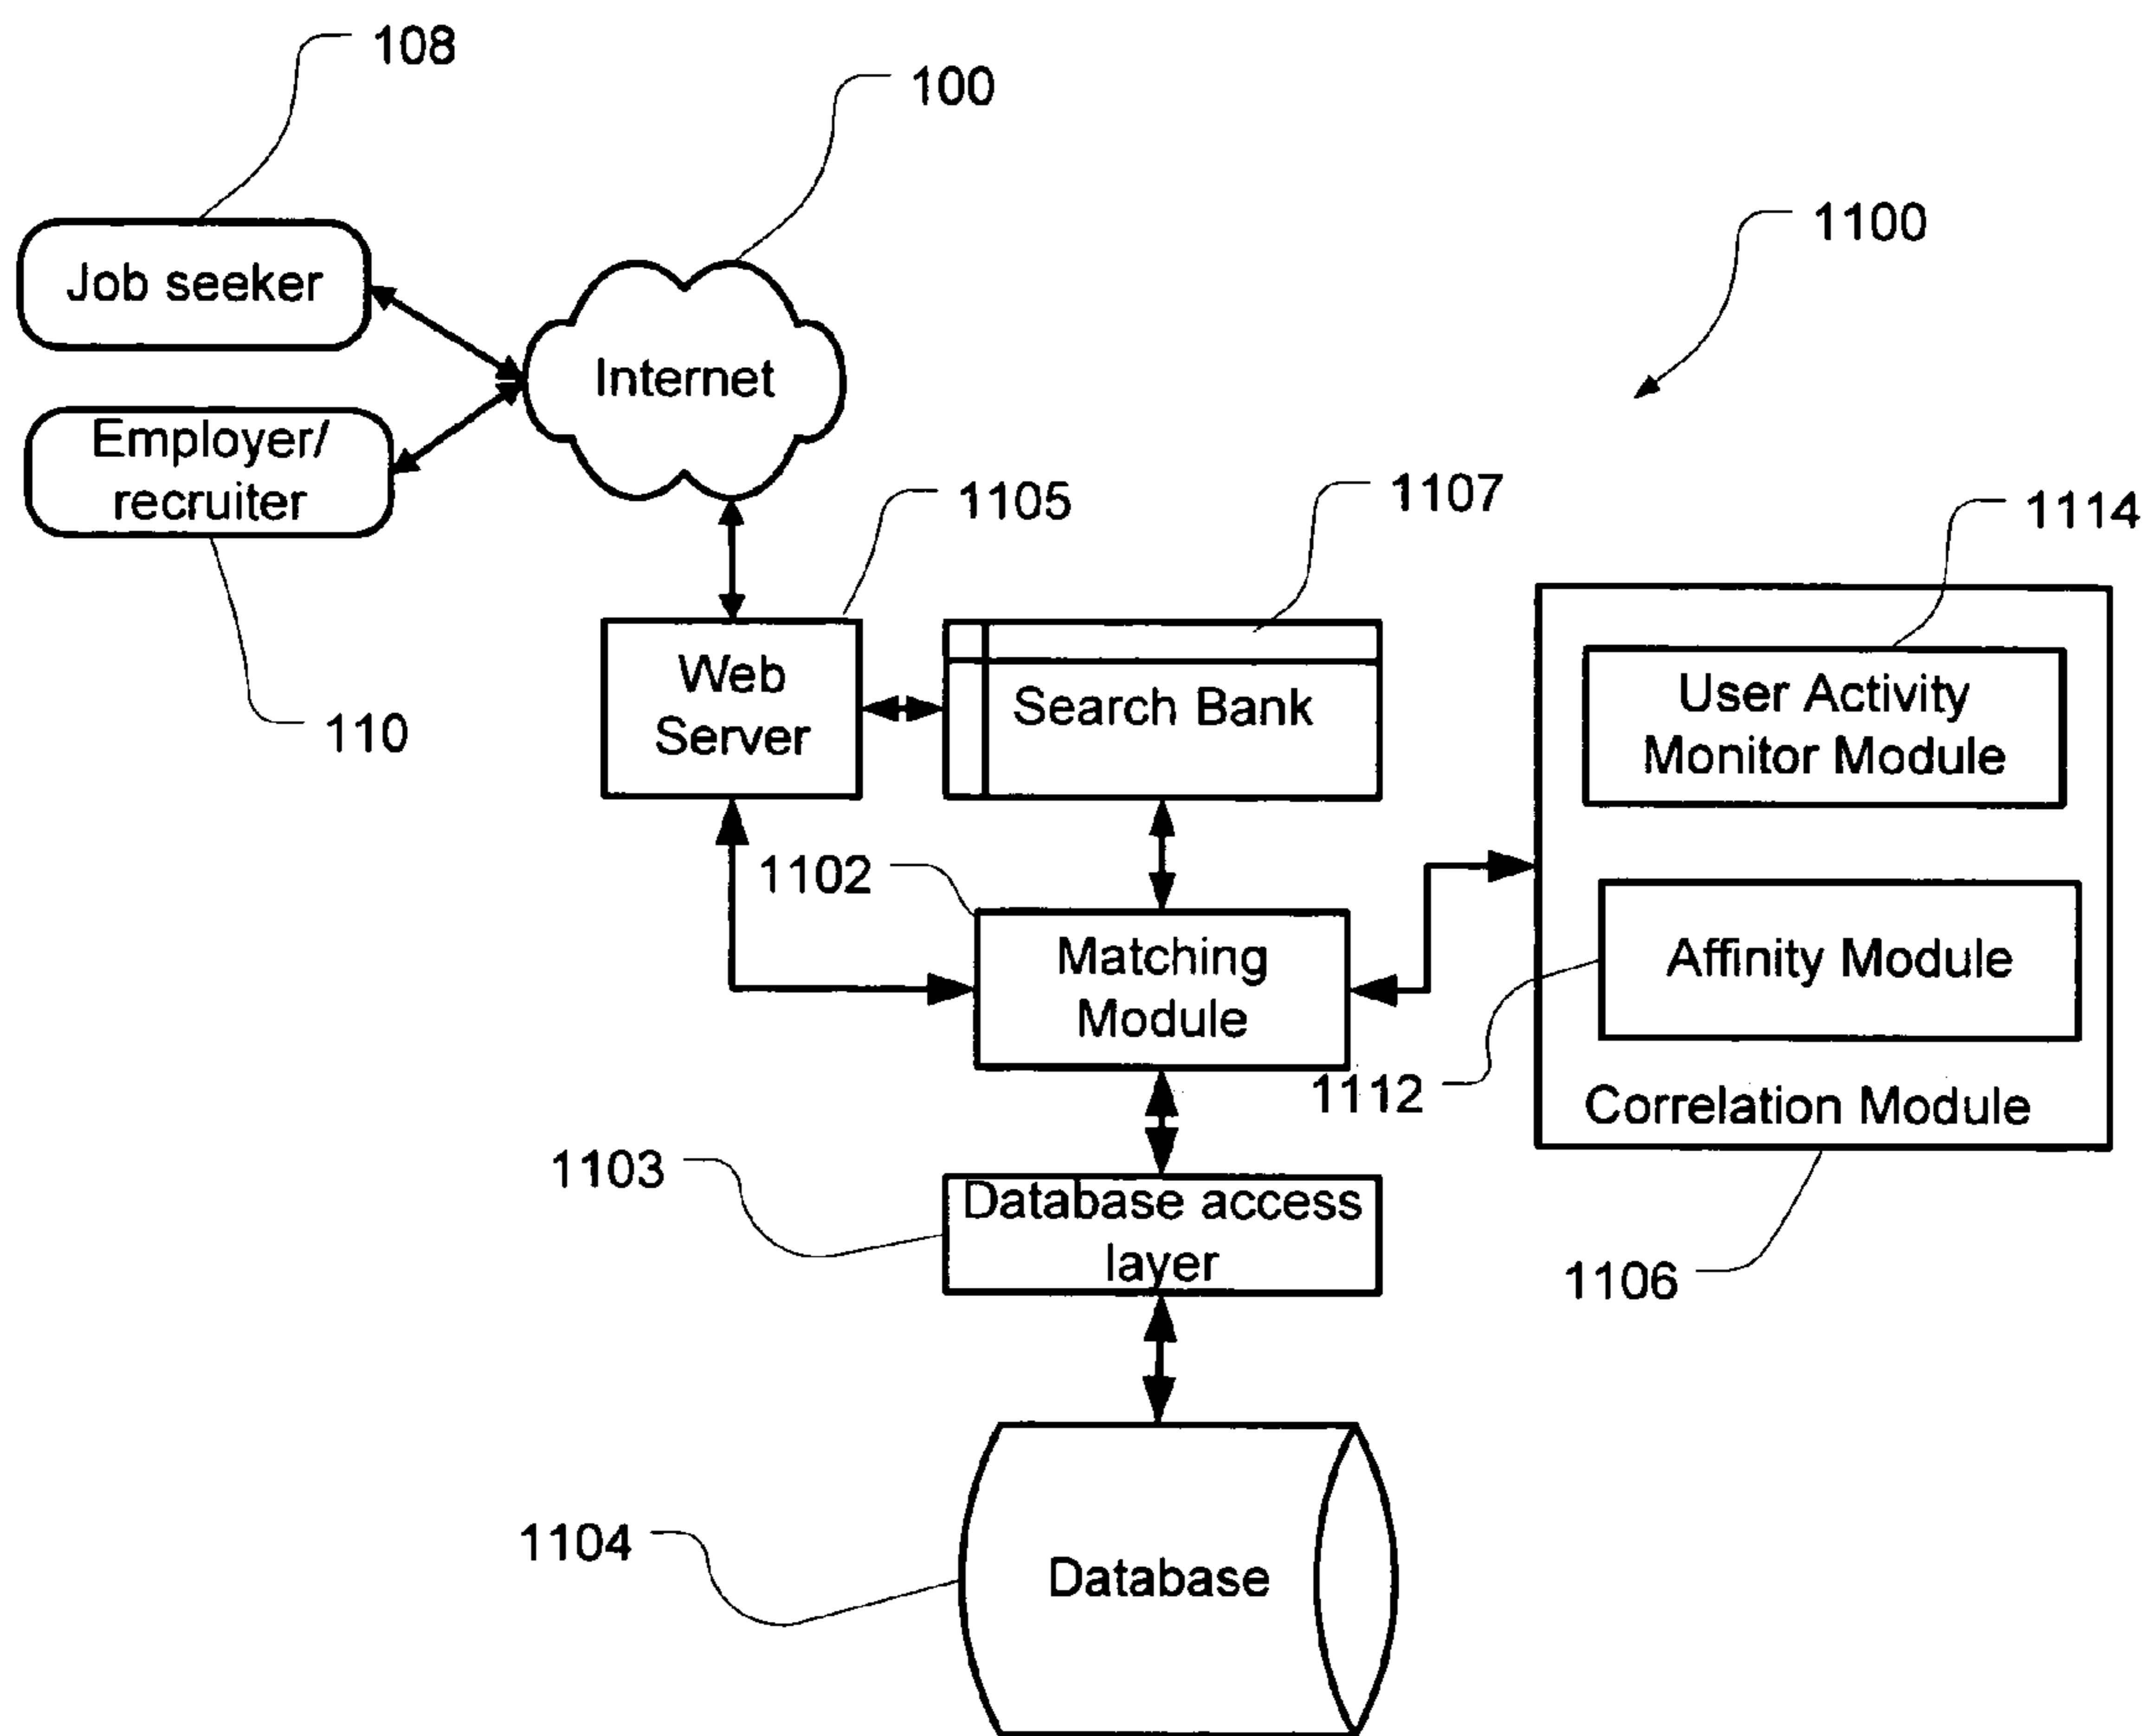 108
100
1100
Job seeker
Internet
Employer/
recruiter
1105
1107
1114
110
Web
Server
Search Bank
User Activity
Monitor Module
1102
Matching
Module
Affinity Module
1112
Correlation Module
1103
Database access
layer
1106
1104
Database